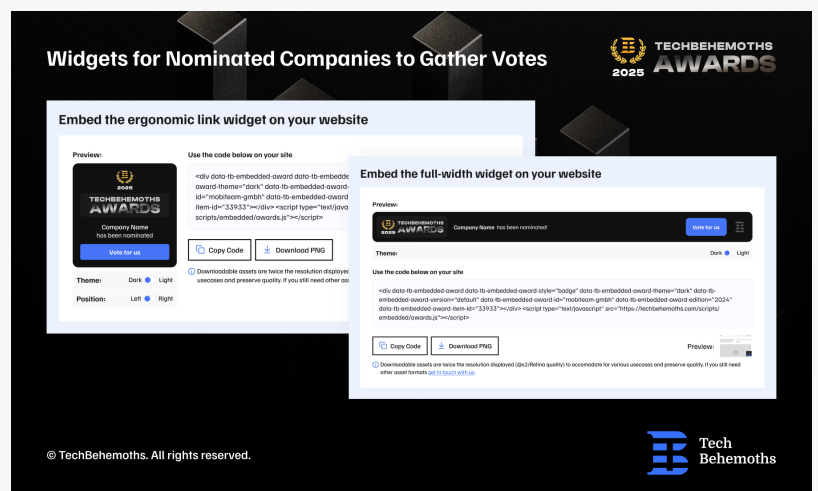 Widgets for Nominated Companies to Gather Votes
2025
TECHBEHEMOTHS
AWARDS
Embed the ergonomic link widget on your website
Preview:
2025
TECHBEHEMOTHS
AWARDS
Company Name
has been nominated
Vote for us
Theme: Dark Light
Position: Left Right
Use the code below on your site
<div data-tb-embedded-award data-tb-embedde
award-theme="dark" data-tb-embedded-award-
id="mobiteam-gmbh" data-tb-embedded-award-
item-id="33933"></div> <script type="text/java
scripts/embedded/awards.js"></script>
Copy Code
Download PNG
Downloadable assets are twice the resolution displayed
usecases and preserve quality. If you still need other as
Embed the full-width widget on your website
Preview:
2025
TECHBEHEMOTHS
AWARDS
Company Name has been nominated!
Vote for us
Theme: Dark Light
Use the code below on your site
<div data-tb-embedded-award data-tb-embedded-award-style="badge" data-tb-embedded-award-theme="dark" data-tb-
embedded-award-version="default" data-tb-embedded-award-id="mobiteam-gmbh" data-tb-embedded-award-edition="2024"
data-tb-embedded-award-item-id="33933"></div> <script type="text/javascript" src="https://techbehemoths.com/scripts/
embedded/awards.js"></script>
Copy Code
Download PNG
Preview:
Downloadable assets are twice the resolution displayed (@x2/Retina quality) to accomodate for various usecases and preserve quality. If you still need
other asset formats get in touch with us.
© TechBehemoths. All rights reserved.
Tech
Behemoths